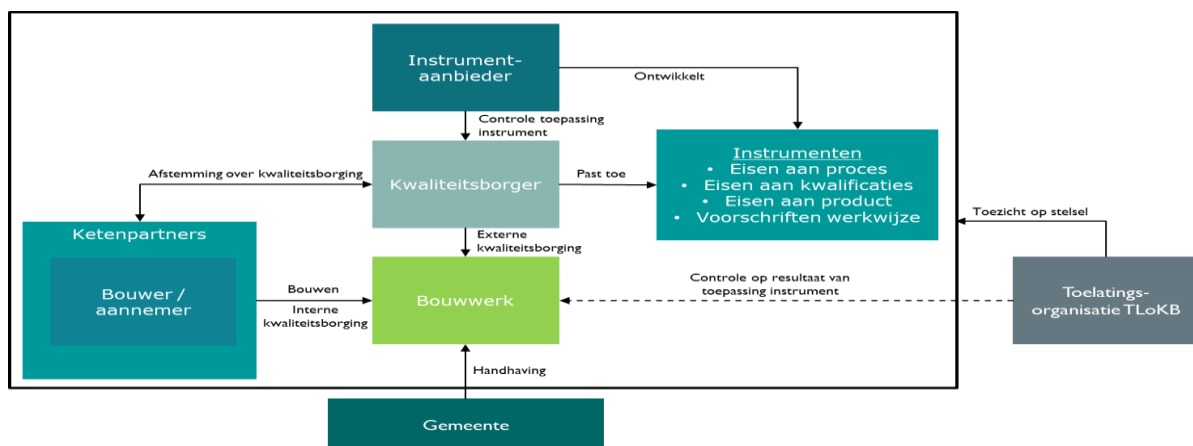 Instrument-
aanbieder
Ontwikkelt
Controle toepassing
instrument
Instrumenten
• Eisen aan proces
• Eisen aan kwalificaties
• Eisen aan product
• Voorschriften werkwijze
Afstemming over kwaliteitsborging
Kwaliteitsborger
Past toe
Toezicht op stelsel
Ketenpartners
Externe
kwaliteitsborging
Bouwer /
aannemer
Bouwen
Interne
kwaliteitsborging
Bouwwerk
Controle op resultaat van
toepassing instrument
Toelatings-
organisatie TLoKB
Handhaving
Gemeente